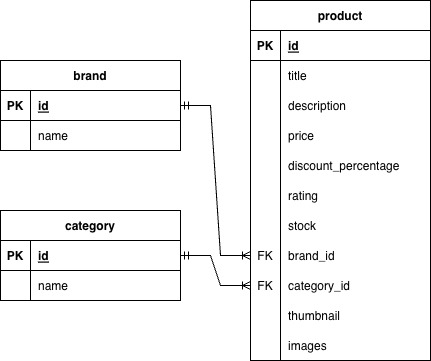 product
PK id
title
description
price
discount_percentage
rating
stock
FK brand_id
FK category_id
thumbnail
images
brand
PK id
name
category
PK id
name